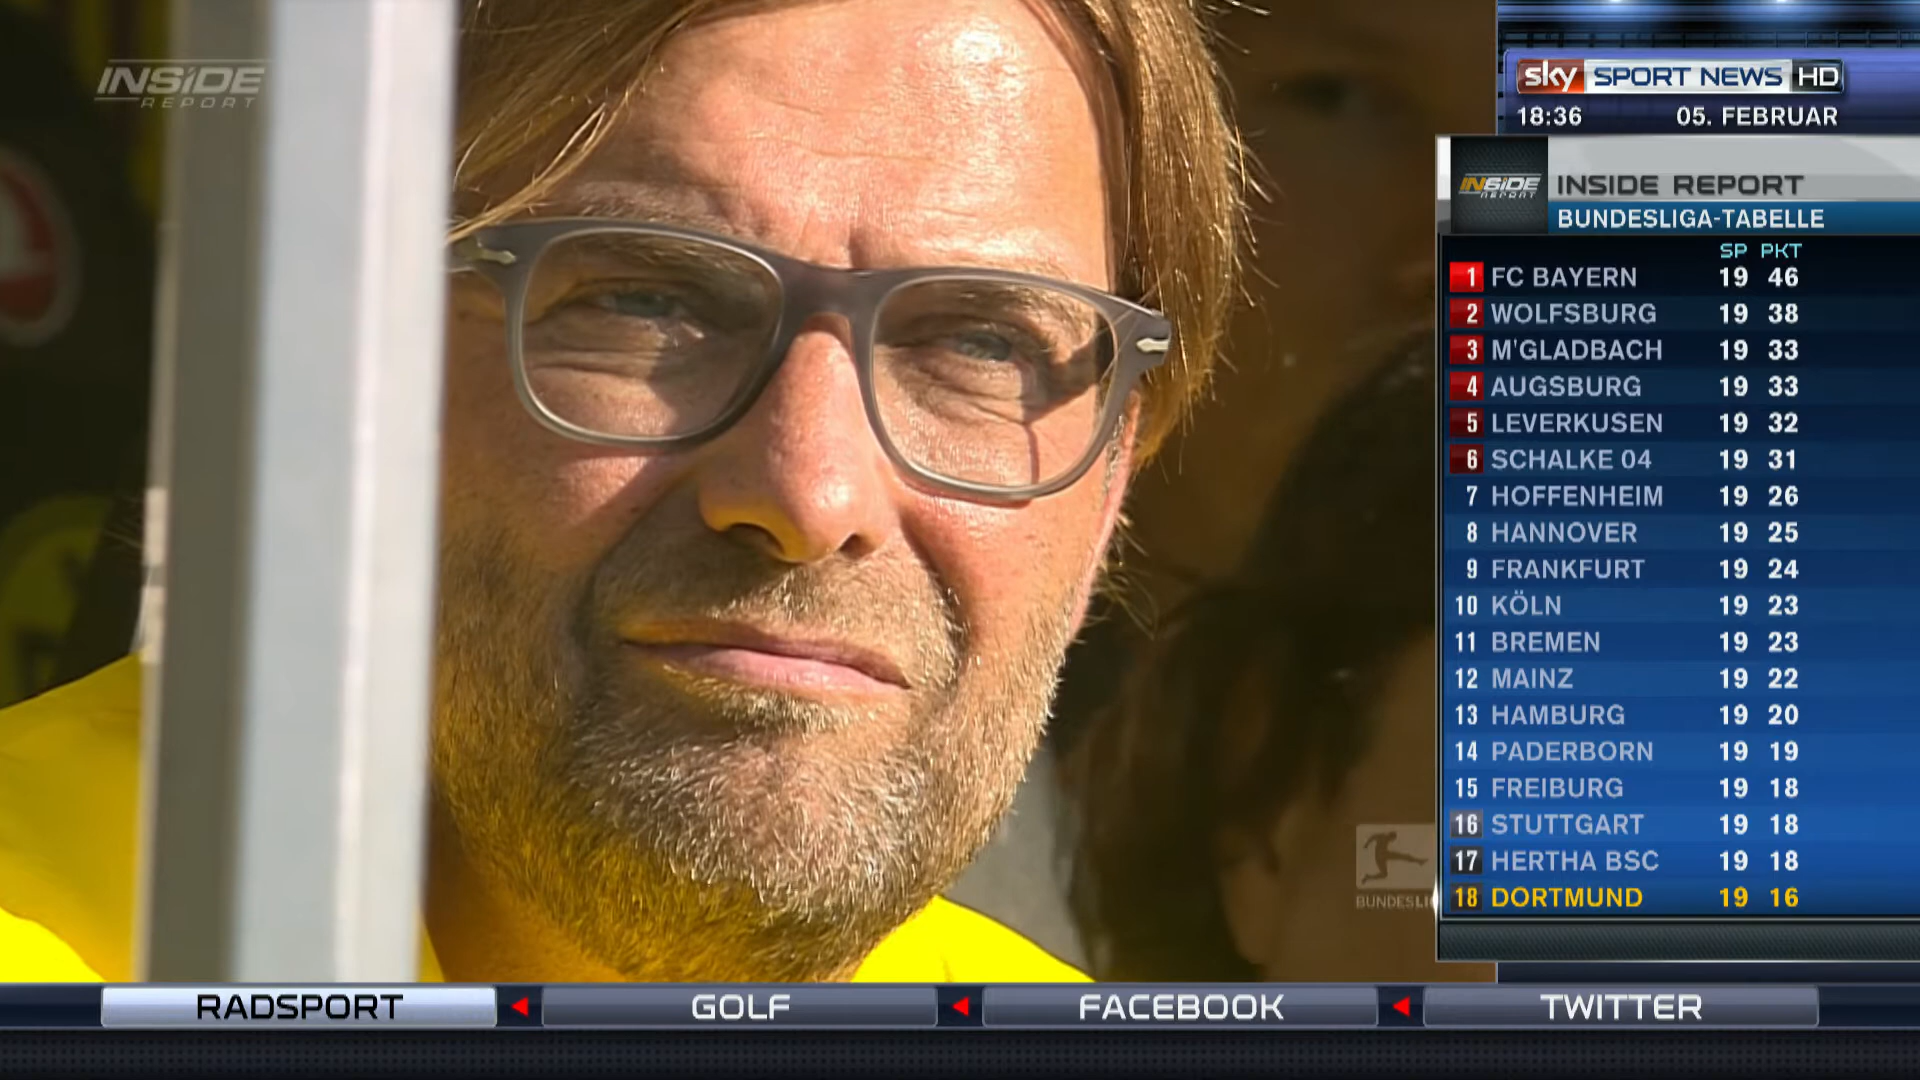 INSIDE
REPORT
sky SPORT NEWS HD
18:36 05. FEBRUAR
INSIDE REPORT
INSIDE REPORT
BUNDESLIGA-TABELLE
SP PKT
1 FC BAYERN 19 46
2 WOLFSBURG 19 38
3 M'GLADBACH 19 33
4 AUGSBURG 19 33
5 LEVERKUSEN 19 32
6 SCHALKE 04 19 31
7 HOFFENHEIM 19 26
8 HANNOVER 19 25
9 FRANKFURT 19 24
10 KÖLN 19 23
11 BREMEN 19 23
12 MAINZ 19 22
13 HAMBURG 19 20
14 PADERBORN 19 19
15 FREIBURG 19 18
16 STUTTGART 19 18
17 HERTHA BSC 19 18
18 DORTMUND 19 16
BUNDESLI
RADSPORT GOLF FACEBOOK TWITTER